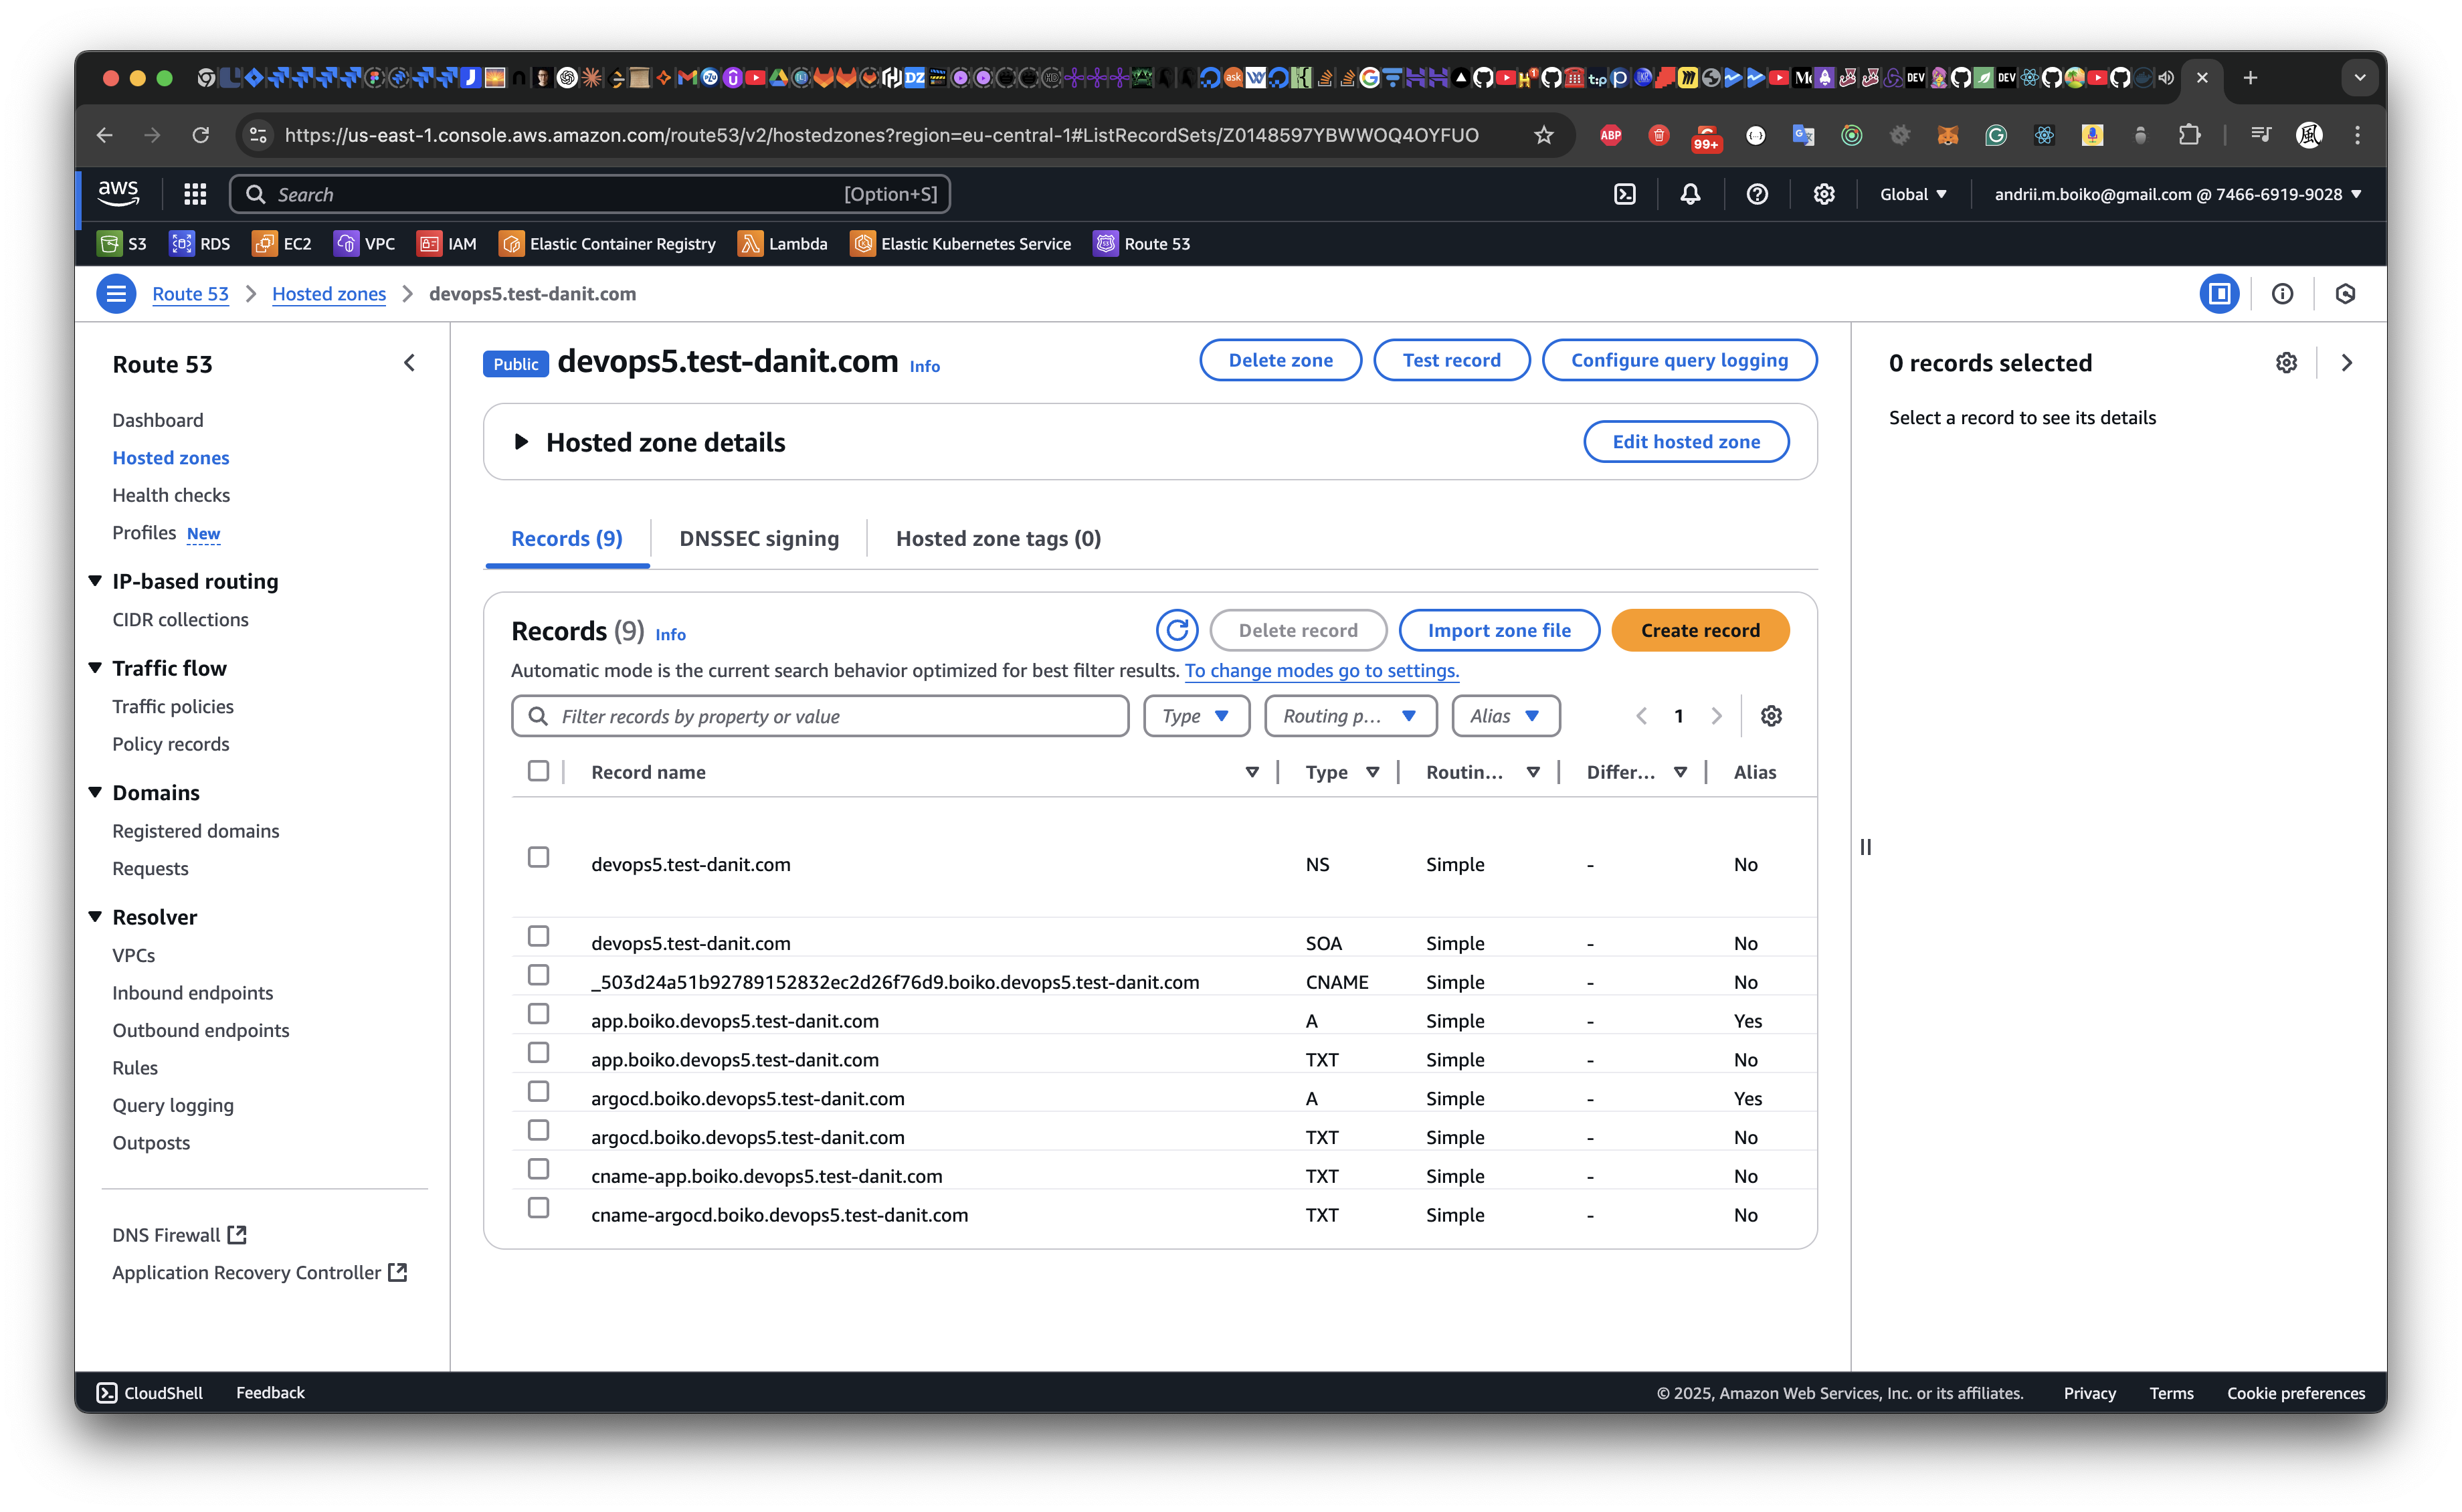 https://us-east-1.console.aws.amazon.com/route53/v2/hostedzones?region=eu-central-1#ListRecordSets/Z0148597YBWWOQ4OYFUO
99+
aws
Search
[Option+S]
Global
andrii.m.boiko@gmail.com @ 7466-6919-9028
S3
RDS
EC2
VPC
IAM
Elastic Container Registry
Lambda
Elastic Kubernetes Service
Route 53
Route 53
Hosted zones
devops5.test-danit.com
Route 53
Dashboard
Hosted zones
Health checks
Profiles New
IP-based routing
CIDR collections
Traffic flow
Traffic policies
Policy records
Domains
Registered domains
Requests
Resolver
VPCs
Inbound endpoints
Outbound endpoints
Rules
Query logging
Outposts
DNS Firewall
Application Recovery Controller
Public devops5.test-danit.com Info
Delete zone
Test record
Configure query logging
Hosted zone details
Edit hosted zone
Records (9)
DNSSEC signing
Hosted zone tags (0)
Records (9) Info
Delete record
Import zone file
Create record
Automatic mode is the current search behavior optimized for best filter results. To change modes go to settings.
Filter records by property or value
Type
Routing p...
Alias
1
Record name Type Routin... Differ... Alias
devops5.test-danit.com NS Simple - No
devops5.test-danit.com SOA Simple - No
_503d24a51b92789152832ec2d26f76d9.boiko.devops5.test-danit.com CNAME Simple - No
app.boiko.devops5.test-danit.com A Simple - Yes
app.boiko.devops5.test-danit.com TXT Simple - No
argocd.boiko.devops5.test-danit.com A Simple - Yes
argocd.boiko.devops5.test-danit.com TXT Simple - No
cname-app.boiko.devops5.test-danit.com TXT Simple - No
cname-argocd.boiko.devops5.test-danit.com TXT Simple - No
0 records selected
Select a record to see its details
CloudShell
Feedback
© 2025, Amazon Web Services, Inc. or its affiliates.
Privacy
Terms
Cookie preferences